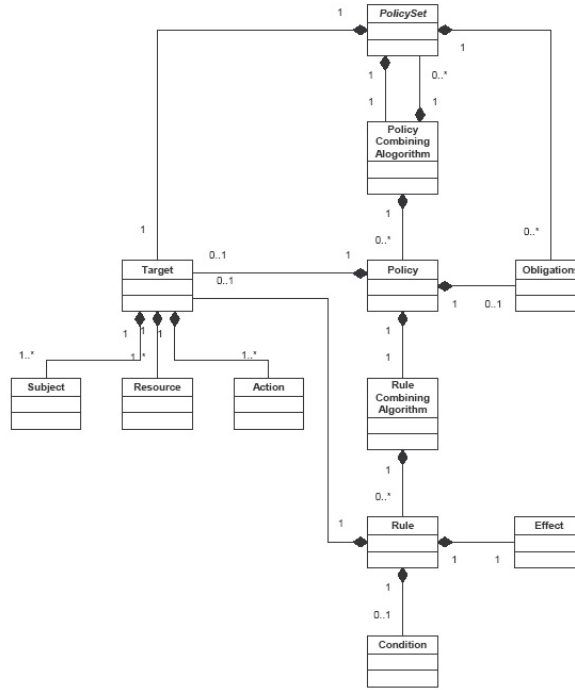 1
PolicySet
1
1
0..*
1
1
Policy
Combining
Alogorithm
1
1
0..*
0..*
0..1
1
Target
0..1
Policy
Obligations
1
0..1
1
1
1
1
1..*
1..*
1..*
1
Subject
Resource
Action
Rule
Combining
Algorithm
1
0..*
1
Rule
Effect
1
1
1
0..1
Condition